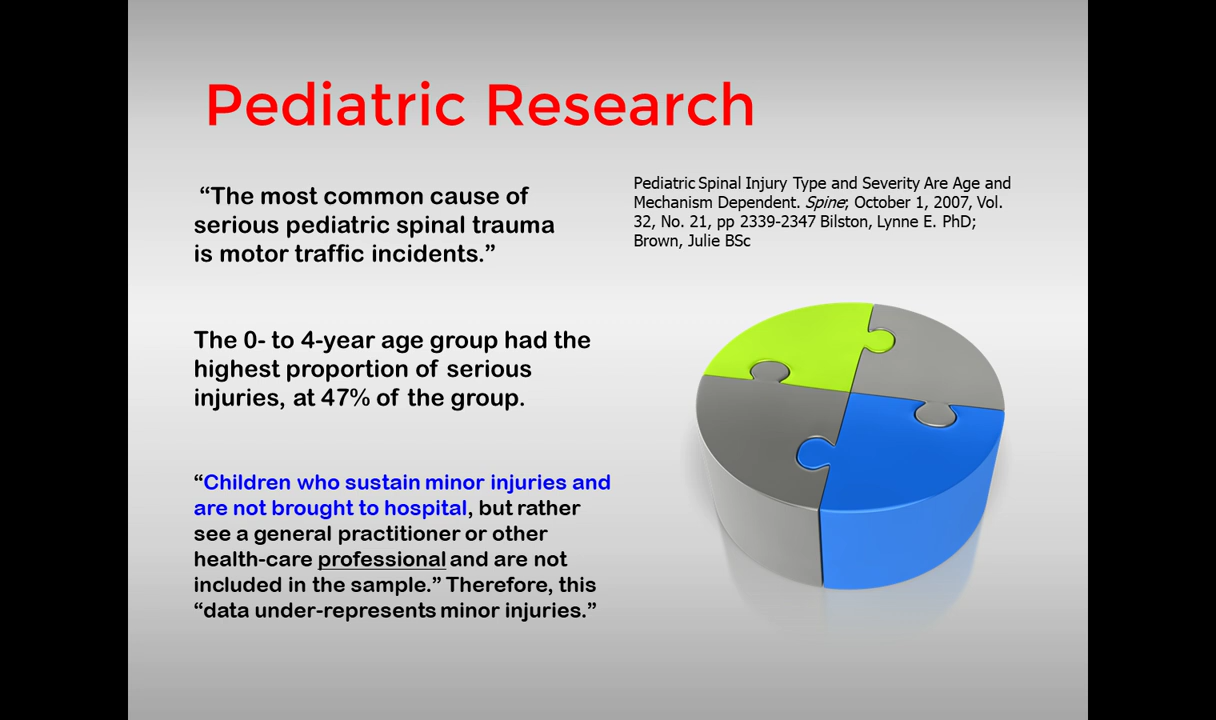 Pediatric Research
“The most common cause of
serious pediatric spinal trauma
is motor traffic incidents.”
The 0- to 4-year age group had the
highest proportion of serious
injuries, at 47% of the group.
“Children who sustain minor injuries and
are not brought to hospital, but rather
see a general practitioner or other
health-care professional and are not
included in the sample.” Therefore, this
“data under-represents minor injuries.”
Pediatric Spinal Injury Type and Severity Are Age and
Mechanism Dependent. Spine; October 1, 2007, Vol.
32, No. 21, pp 2339-2347 Bilston, Lynne E. PhD;
Brown, Julie BSc